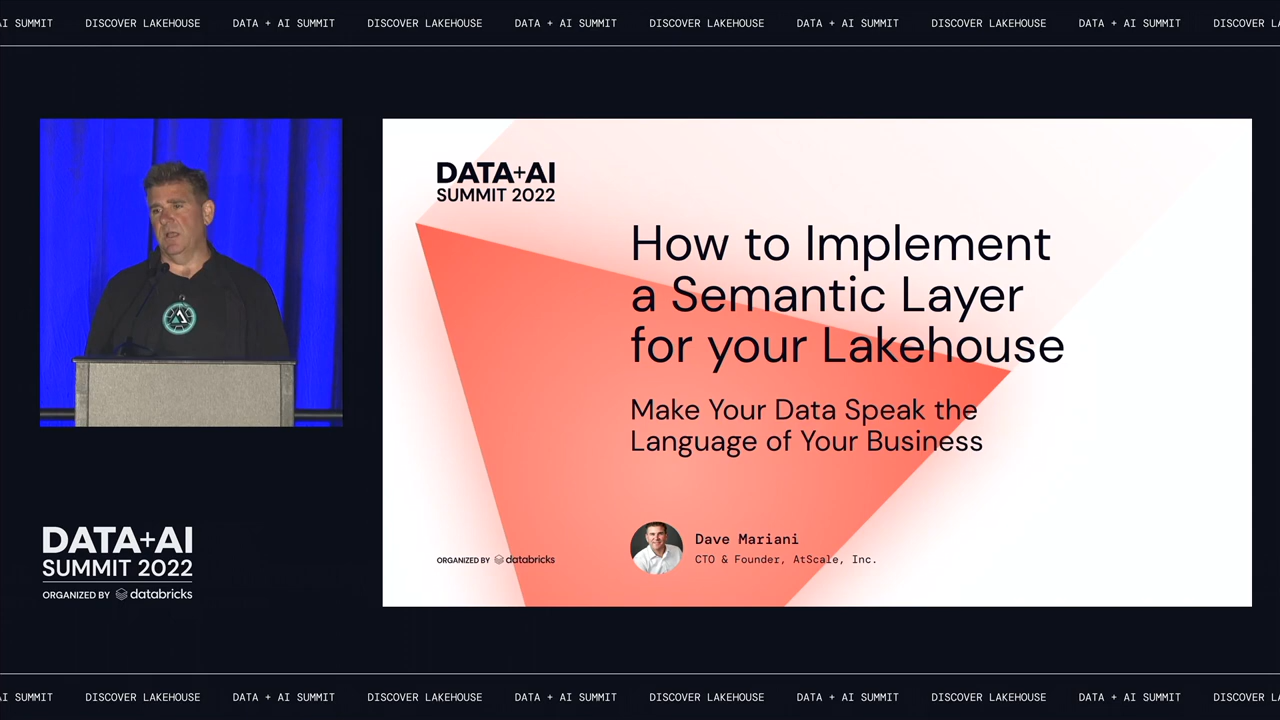 AI SUMMIT DISCOVER LAKEHOUSE DATA + AI SUMMIT DISCOVER LAKEHOUSE DATA + AI SUMMIT DISCOVER LAKEHOUSE DATA + AI SUMMIT DISCOVER LAKEHOUSE DATA + AI SUMMIT DISCOVER LA
DATA+AI
SUMMIT 2022
How to Implement
a Semantic Layer
for your Lakehouse
Make Your Data Speak the
Language of Your Business
Dave Mariani
CTO & Founder, AtScale, Inc.
ORGANIZED BY databricks
DATA+AI
SUMMIT 2022
ORGANIZED BY databricks
AI SUMMIT DISCOVER LAKEHOUSE DATA + AI SUMMIT DISCOVER LAKEHOUSE DATA + AI SUMMIT DISCOVER LAKEHOUSE DATA + AI SUMMIT DISCOVER LAKEHOUSE DATA + AI SUMMIT DISCOVER LA